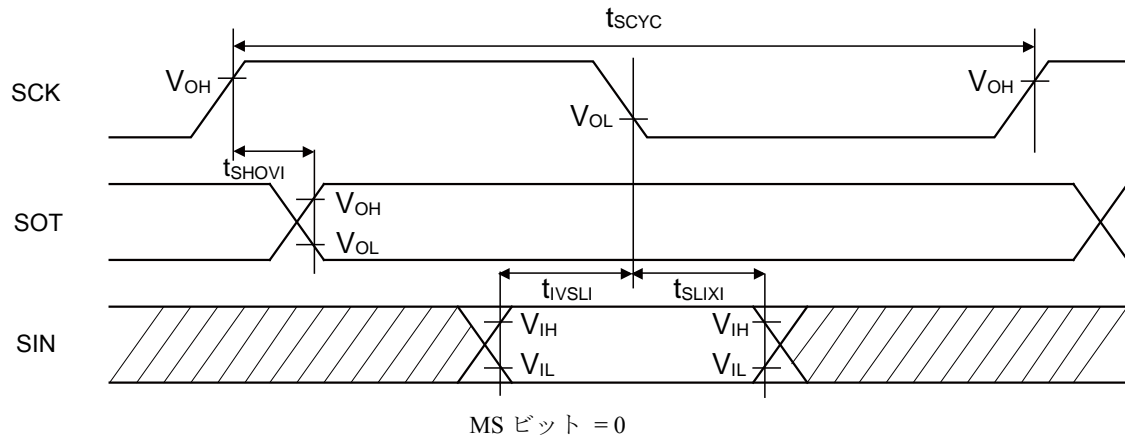 tSCYC
SCK
VOH
VOL
VOH
tSHOVI
SOT
VOH
VOL
tIVSLI
tSLIXI
SIN
VIH
VIL
VIH
VIL
MS ビット = 0